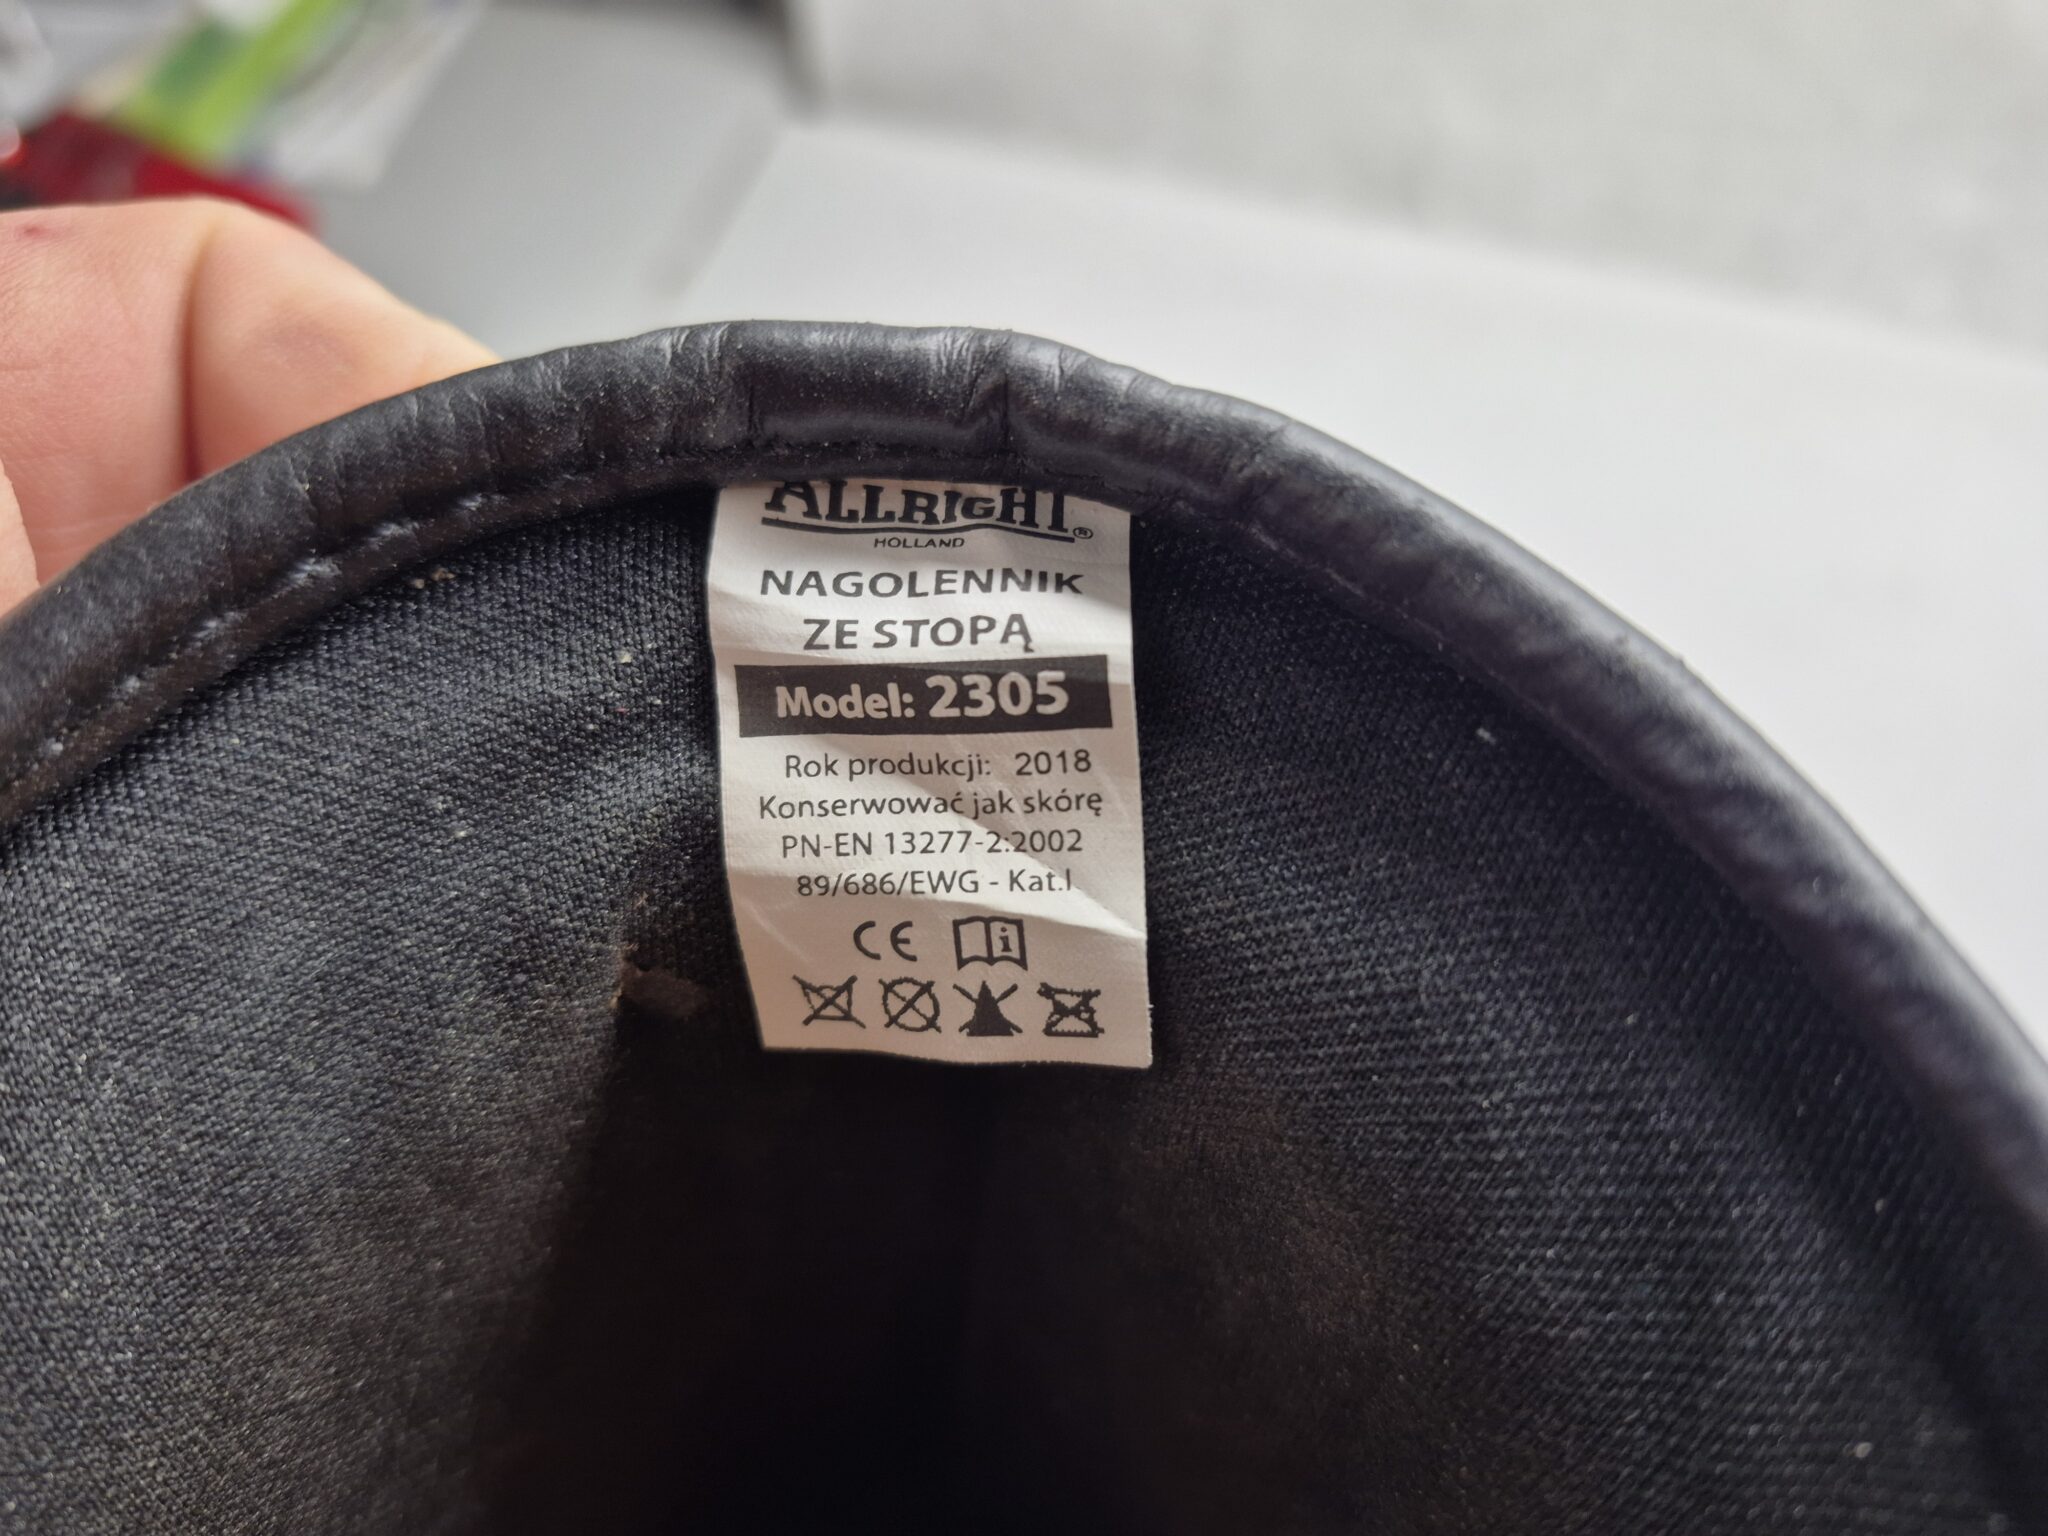 ALLRIGHT®
HOLLAND
NAGOLENNIK
ZE STOPĄ
Model: 2305
Rok produkcji: 2018
Konserwować jak skórę
PN-EN 13277-2:2002
89/686/EWG - Kat.I
CE i